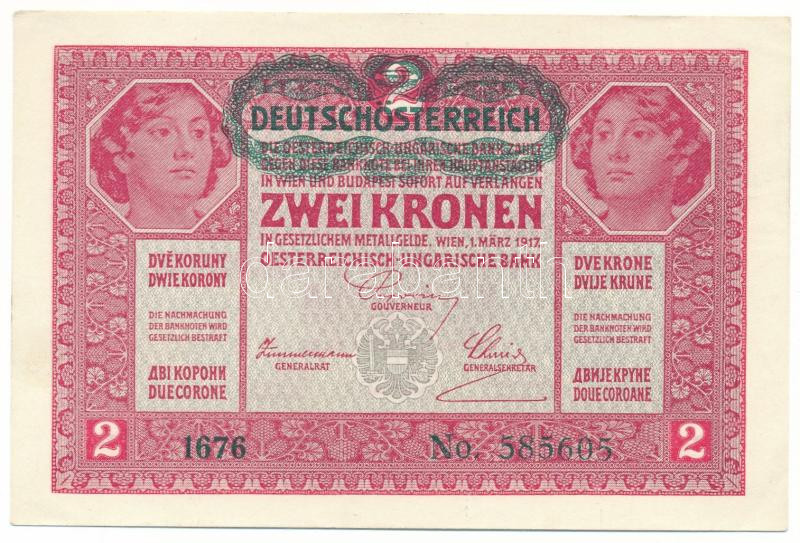 2
DEUTSCHÖSTERREICH
DIE OESTERREICHISCH-UNGARISCHE BANK ZAHLT
GEGEN DIESE BANKNOTE BEI IHREN HAUPTANSTALTEN
IN WIEN UND BUDAPEST SOFORT AUF VERLANGEN
ZWEI KRONEN
IN GESETZLICHEM METALLGELDE. WIEN, 1. MÄRZ 1917.
OESTERREICHISCH-UNGARISCHE BANK
GOUVERNEUR
Zimmermann
GENERALRAT
GENERALSEKRETÄR
DVĚ KORUNY
DWIE KORONY
DIE NACHMACHUNG
DER BANKNOTEN WIRD
GESETZLICH BESTRAFT
ДВІ КОРОНИ
DUE CORONE
DVE KRONE
DVIJE KRUNE
DIE NACHMACHUNG
DER BANKNOTEN WIRD
GESETZLICH BESTRAFT
ДВИЈЕ КРУНЕ
DOUE COROANE
2
1676
No. 585605
2
darabanth